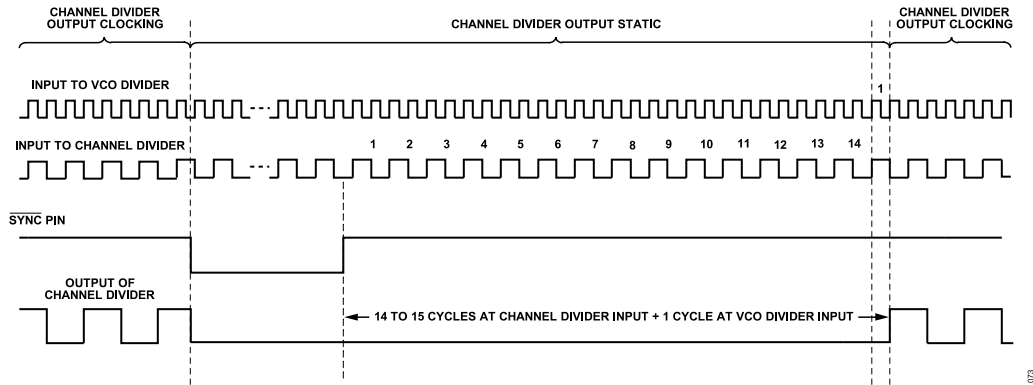 CHANNEL DIVIDER
OUTPUT CLOCKING
CHANNEL DIVIDER OUTPUT STATIC
CHANNEL DIVIDER
OUTPUT CLOCKING
INPUT TO VCO DIVIDER
1
INPUT TO CHANNEL DIVIDER
1 2 3 4 5 6 7 8 9 10 11 12 13 14
SYNC PIN
OUTPUT OF
CHANNEL DIVIDER
14 TO 15 CYCLES AT CHANNEL DIVIDER INPUT + 1 CYCLE AT VCO DIVIDER INPUT
073